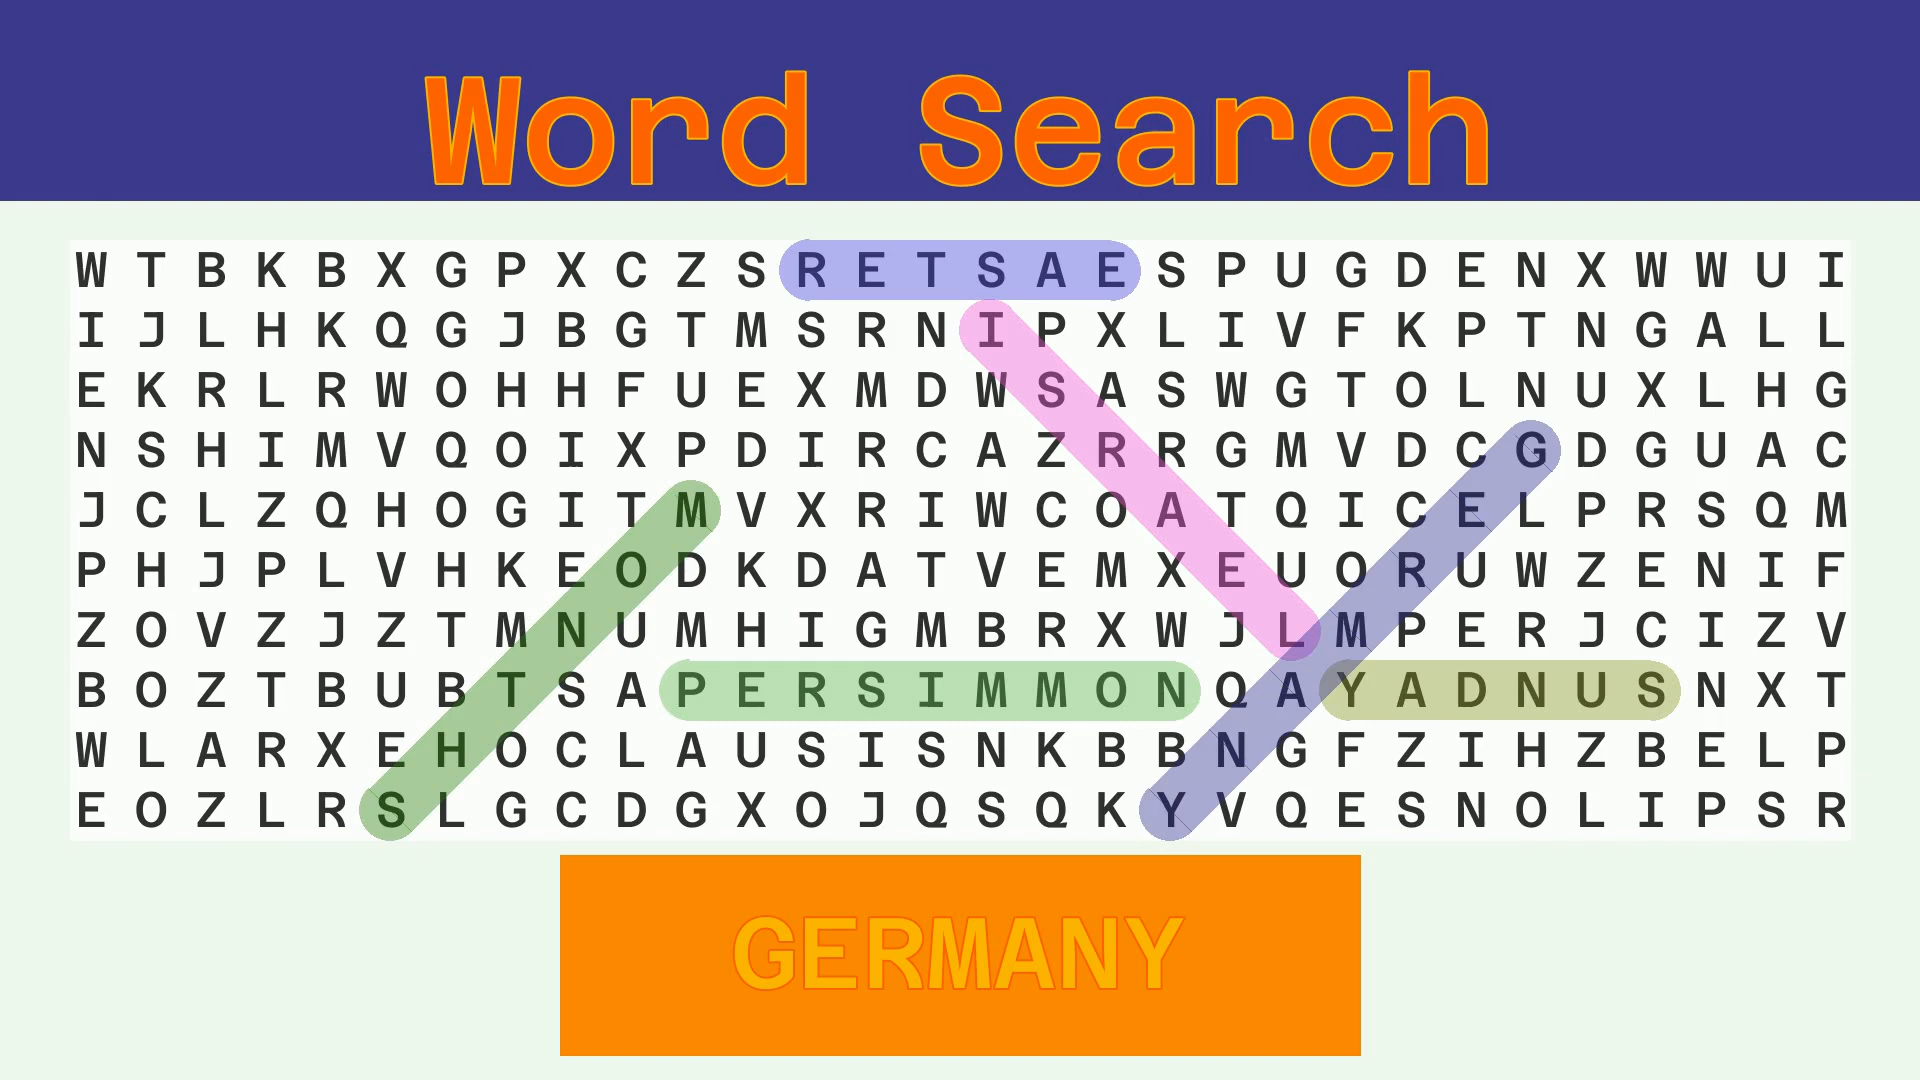 Word Search
W T B K B X G P X C Z S R E T S A E S P U G D E N X W W U I
I J L H K Q G J B G T M S R N I P X L I V F K P T N G A L L
E K R L R W O H H F U E X M D W S A S W G T O L N U X L H G
N S H I M V Q O I X P D I R C A Z R R G M V D C G D G U A C
J C L Z Q H O G I T M V X R I W C O A T Q I C E L P R S Q M
P H J P L V H K E O D K D A T V E M X E U O R U W Z E N I F
Z O V Z J Z T M N U M H I G M B R X W J L M P E R J C I Z V
B O Z T B U B T S A P E R S I M M O N Q A Y A D N U S N X T
W L A R X E H O C L A U S I S N K B B N G F Z I H Z B E L P
E O Z L R S L G C D G X O J Q S Q K Y V Q E S N O L I P S R
GERMANY